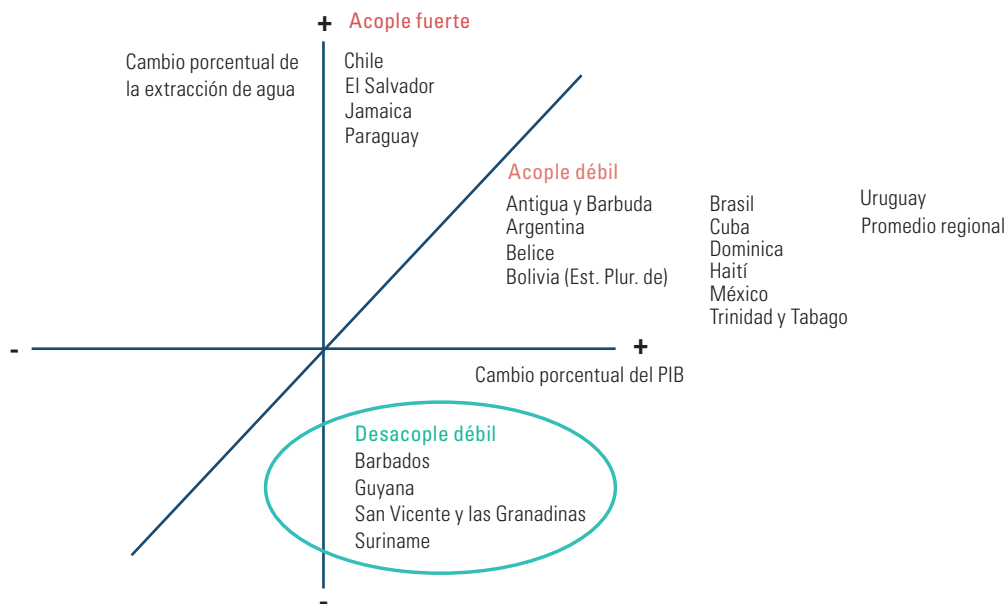 + Acople fuerte
Cambio porcentual de
la extracción de agua
Chile
El Salvador
Jamaica
Paraguay
Acople débil
Antigua y Barbuda
Argentina
Belice
Bolivia (Est. Plur. de)
Brasil
Cuba
Dominica
Haití
México
Trinidad y Tabago
Uruguay
Promedio regional
-
+
Cambio porcentual del PIB
Desacople débil
Barbados
Guyana
San Vicente y las Granadinas
Suriname
-